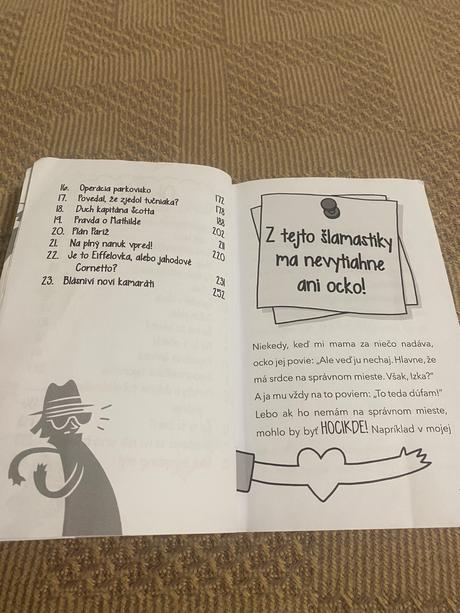 16. Operácia parkovisko 172
17. Povedal, že zjedol tučniaka? 178
18. Duch kapitána Scotta 188
19. Pravda o Mathilde 202
20. Plán Paríž 211
21. Na plný nanuk vpred! 220
22. Je to Eiffelovka, alebo jahodové
Cornetto? 231
23. Blázniví noví kamaráti 252
Z tejto šlamastiky
ma nevytiahne
ani ocko!
Niekedy, keď mi mama za niečo nadáva,
ocko jej povie: „Ale veď ju nechaj. Hlavne, že
má srdce na správnom mieste. Však, Izka?“
A ja mu vždy na to poviem: „To teda dúfam!“
Lebo ak ho nemám na správnom mieste,
mohlo by byť HOCIKDE! Napríklad v mojej